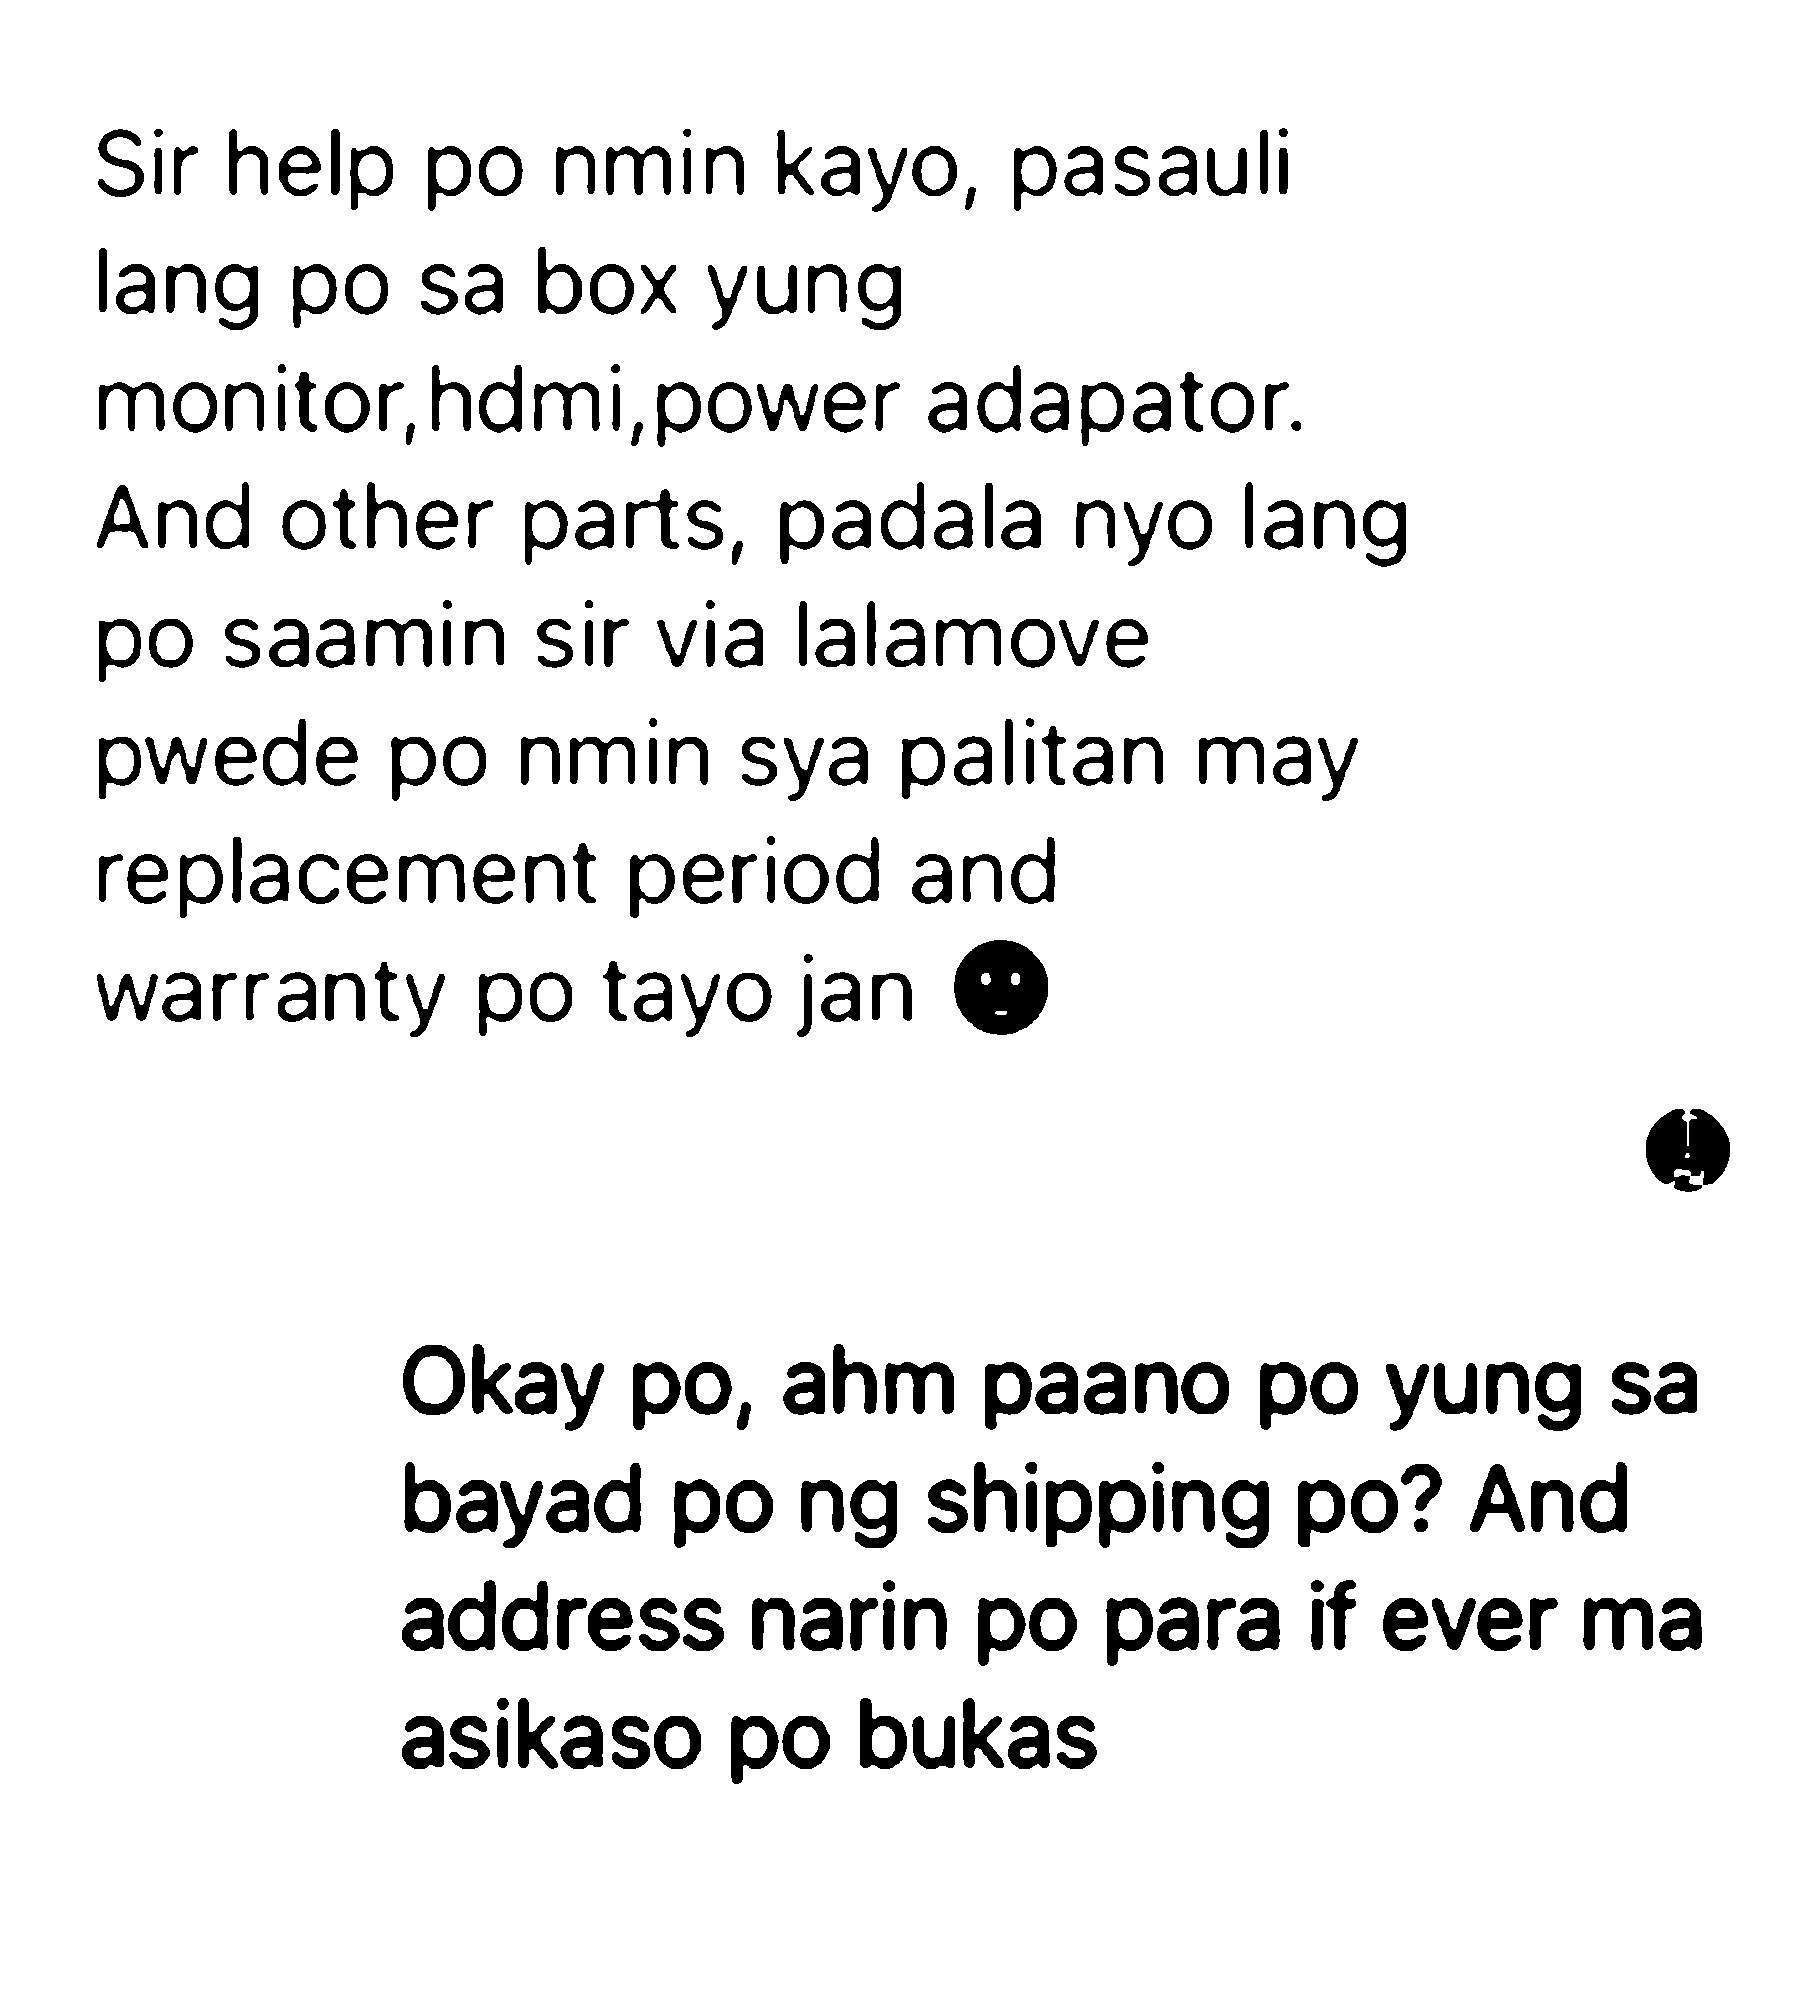 Sir help po nmin kayo, pasauli
lang po sa box yung
monitor,hdmi,power adapator.
And other parts, padala nyo lang
po saamin sir via lalamove
pwede po nmin sya palitan may
replacement period and
warranty po tayo jan
Okay po, ahm paano po yung sa
bayad po ng shipping po? And
address narin po para if ever ma
asikaso po bukas